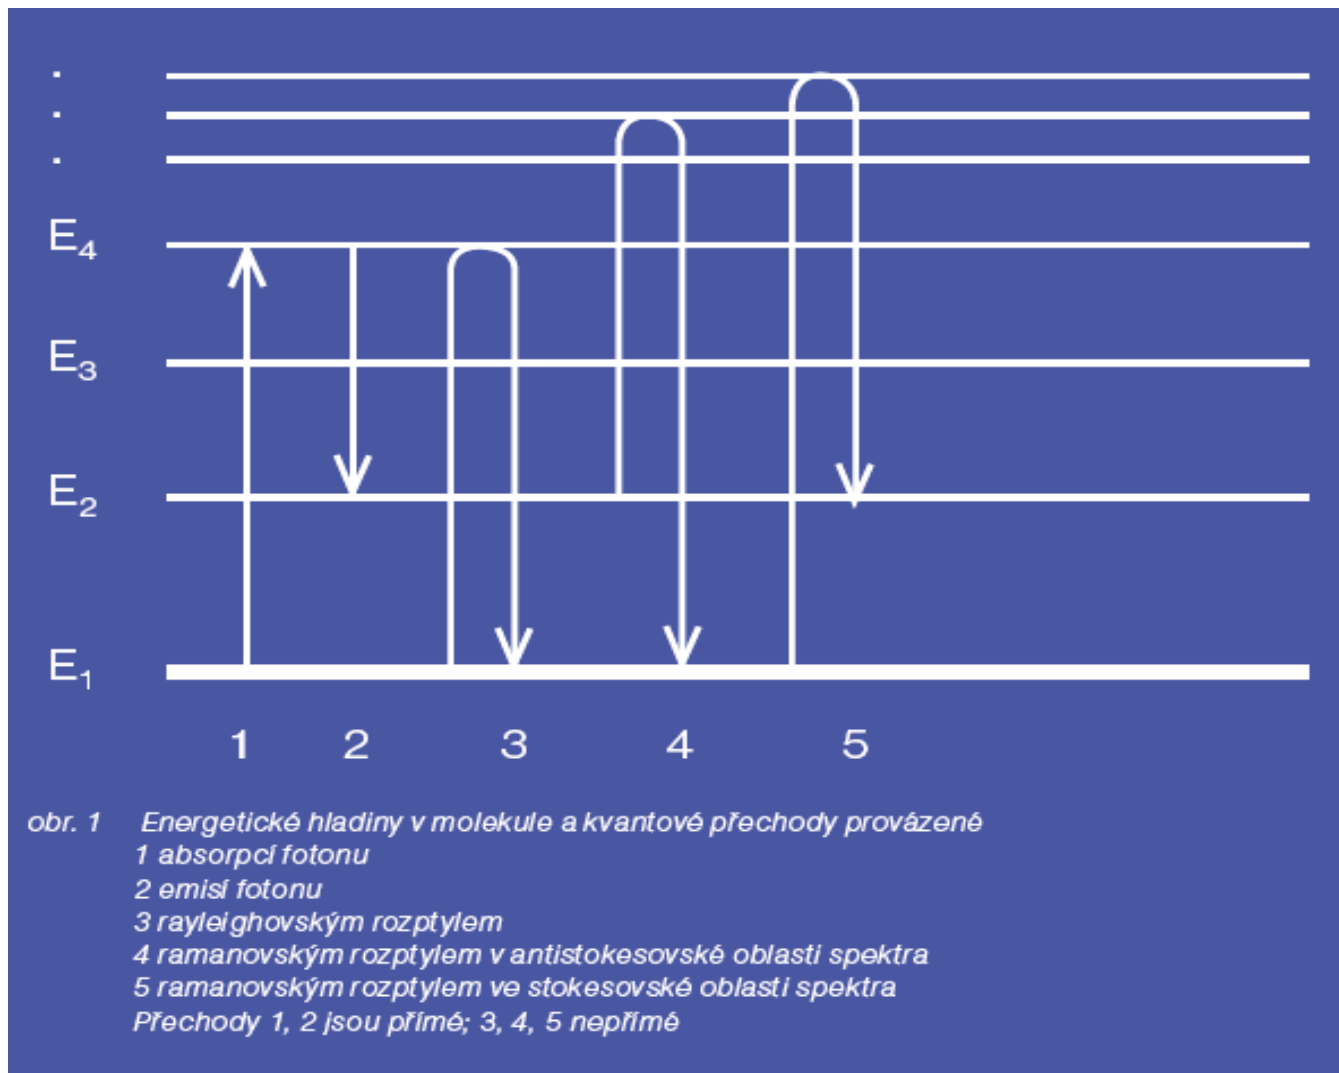 .
.
.
E4
E3
E2
E1
1 2 3 4 5
obr. 1 Energetické hladiny v molekule a kvantové přechody provázené
1 absorpcí fotonu
2 emisí fotonu
3 rayleighovským rozptylem
4 ramanovským rozptylem v antistokesovské oblasti spektra
5 ramanovským rozptylem ve stokesovské oblasti spektra
Přechody 1, 2 jsou přímé; 3, 4, 5 nepřímé